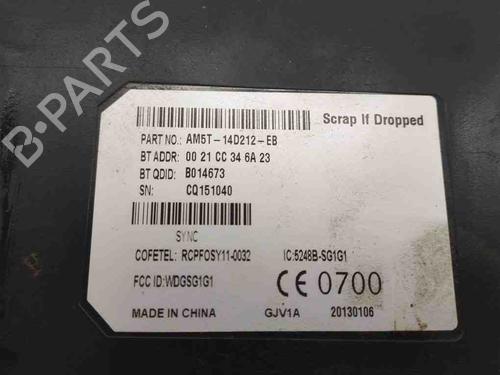 B-PARTS
Scrap If Dropped
PART NO.: AM5T-14D212-EB
BT ADDR: 00 21 CC 34 6A 23
BT QDID: B014673
SN: CQ151040
SYNC
COFETEL: RCPFOSY11-0032 IC:5248B-SG1G1
FCC ID:WDGSG1G1 CE 0700
MADE IN CHINA GJV1A 20130106